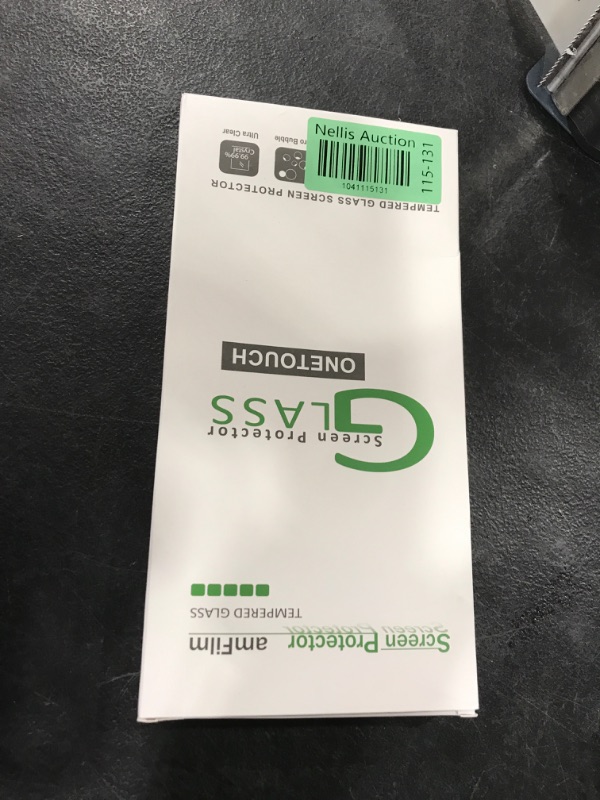 Screen Protector amFilm
TEMPERED GLASS
Screen Protector
GLASS
ONETOUCH
TEMPERED GLASS SCREEN PROTECTOR
99.99%
Crystal
Bubble
Ultra Clear
Nellis Auction
1041115131
115-131